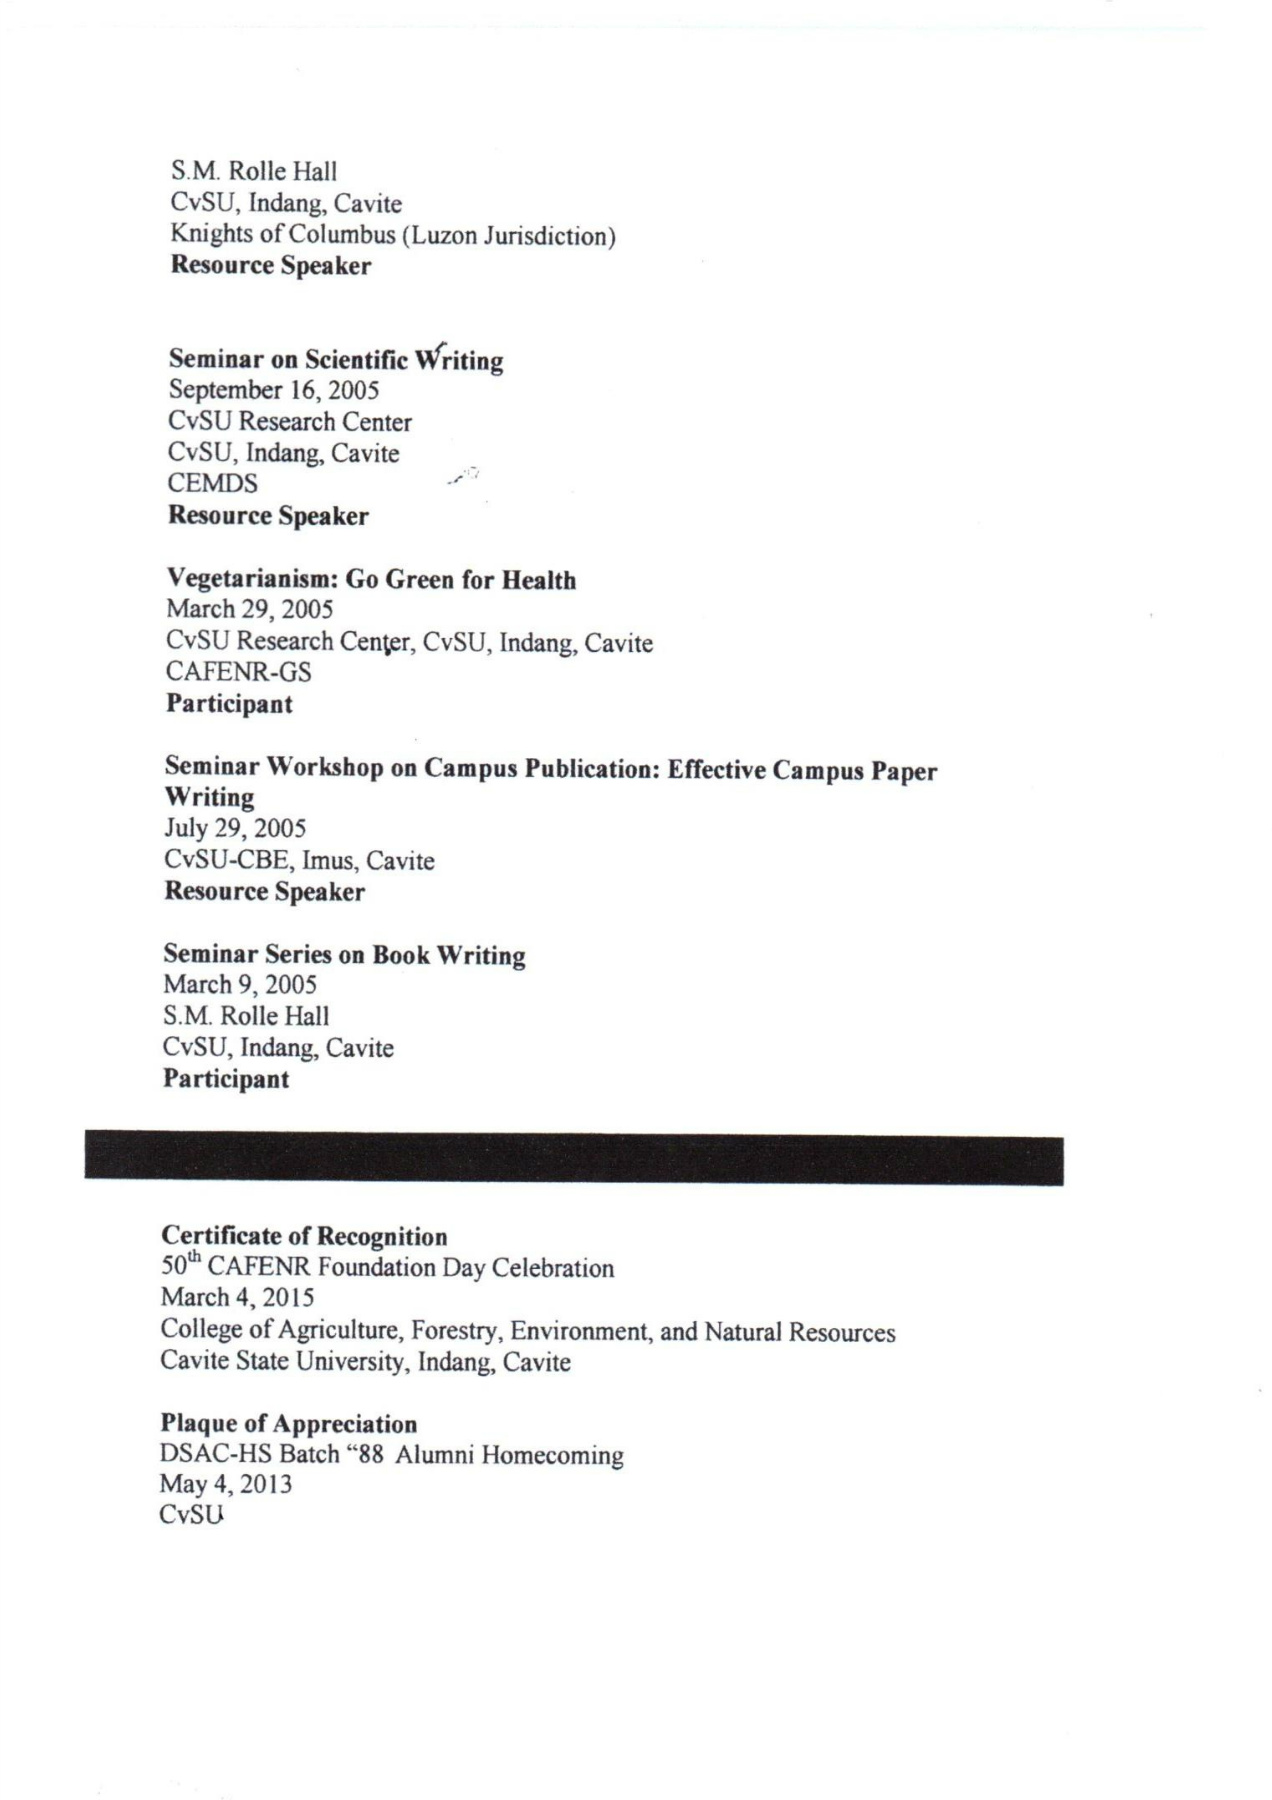 S.M. Rolle Hall
CvSU, Indang, Cavite
Knights of Columbus (Luzon Jurisdiction)
Resource Speaker
Seminar on Scientific Writing
September 16, 2005
CvSU Research Center
CvSU, Indang, Cavite
CEMDS
Resource Speaker
Vegetarianism: Go Green for Health
March 29, 2005
CvSU Research Center, CvSU, Indang, Cavite
CAFENR-GS
Participant
Seminar Workshop on Campus Publication: Effective Campus Paper
Writing
July 29, 2005
CvSU-CBE, Imus, Cavite
Resource Speaker
Seminar Series on Book Writing
March 9, 2005
S.M. Rolle Hall
CvSU, Indang, Cavite
Participant
Certificate of Recognition
50th CAFENR Foundation Day Celebration
March 4, 2015
College of Agriculture, Forestry, Environment, and Natural Resources
Cavite State University, Indang, Cavite
Plaque of Appreciation
DSAC-HS Batch “88 Alumni Homecoming
May 4, 2013
CvSU